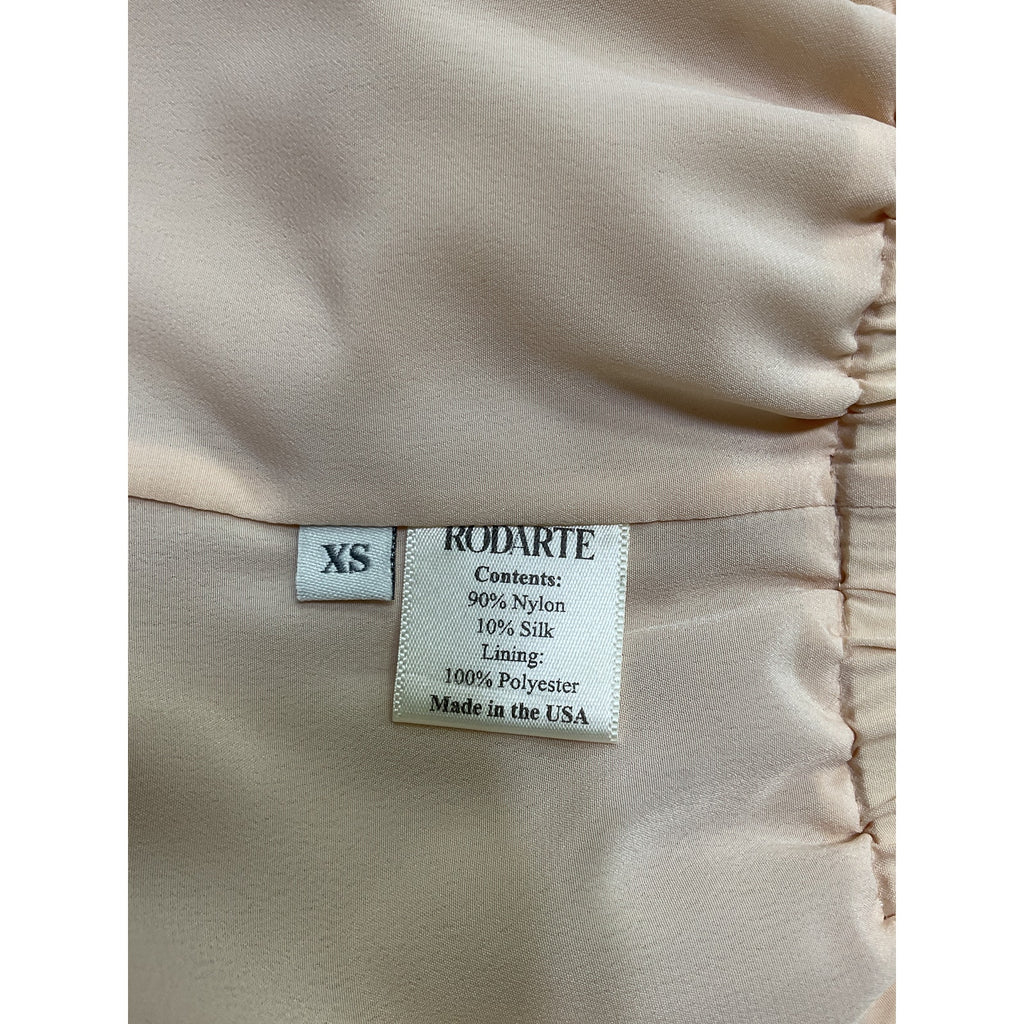 XS
RODARTE
Contents:
90% Nylon
10% Silk
Lining:
100% Polyester
Made in the USA